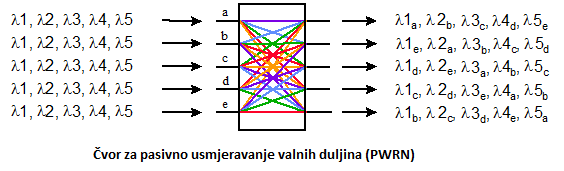 λ1, λ2, λ3, λ4, λ5 a λ1a, λ2b, λ3c, λ4d, λ5e
λ1, λ2, λ3, λ4, λ5 b λ1e, λ2a, λ3b, λ4c, λ5d
λ1, λ2, λ3, λ4, λ5 c λ1d, λ2e, λ3a, λ4b, λ5c
λ1, λ2, λ3, λ4, λ5 d λ1c, λ2d, λ3e, λ4a, λ5b
λ1, λ2, λ3, λ4, λ5 e λ1b, λ2c, λ3d, λ4e, λ5a
Čvor za pasivno usmjeravanje valnih duljina (PWRN)